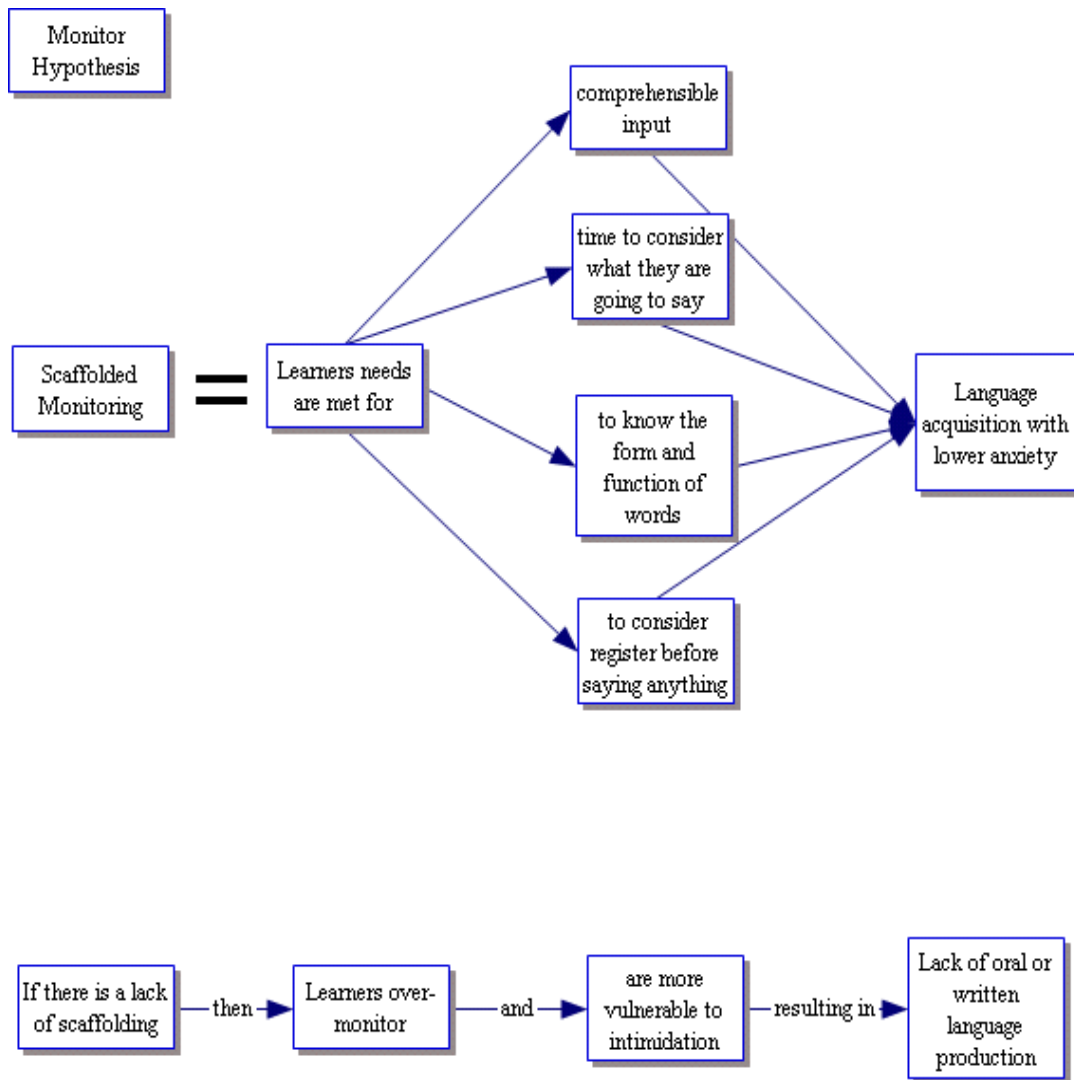 Monitor
Hypothesis
comprehensible
input
time to consider
what they are
going to say
Scaffolded
Monitoring
=
Learners needs
are met for
to know the
form and
function of
words
Language
acquisition with
lower anxiety
to consider
register before
saying anything
If there is a lack
of scaffolding
then
Learners over-
monitor
and
are more
vulnerable to
intimidation
resulting in
Lack of oral or
written
language
production